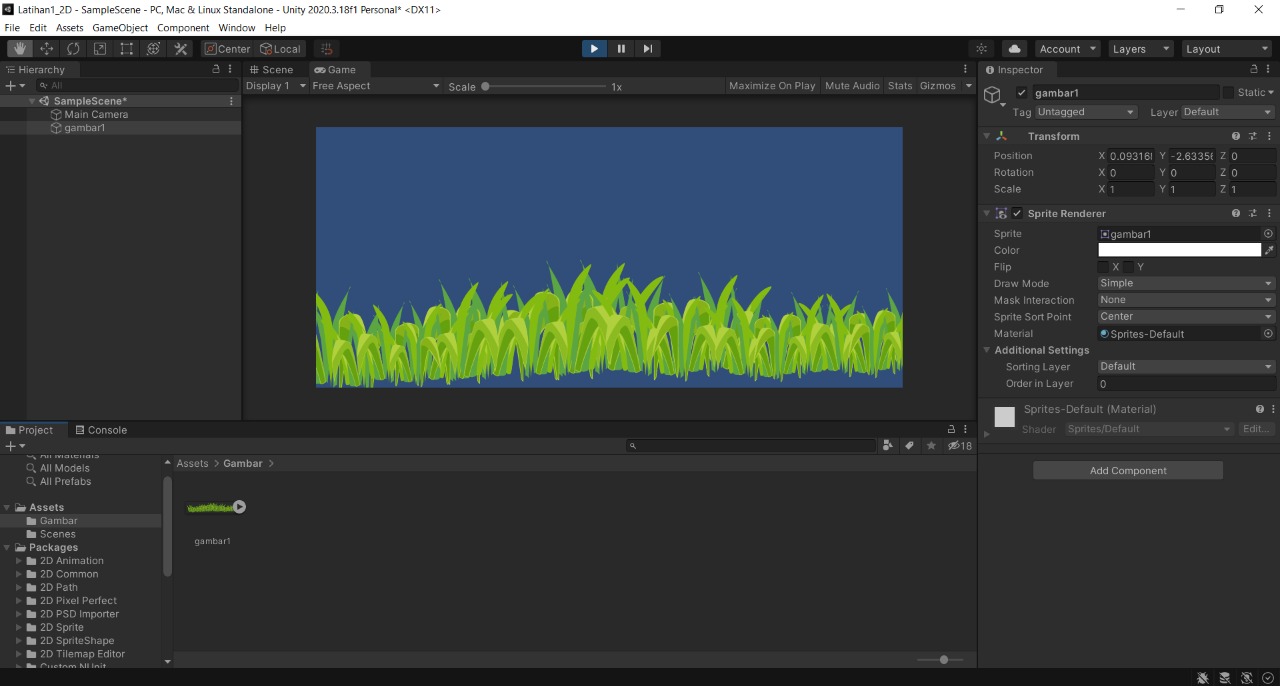 Latihan1_2D - SampleScene - PC, Mac & Linux Standalone - Unity 2020.3.18f1 Personal* <DX11>
File Edit Assets GameObject Component Window Help
Center Local
Account Layers Layout
Hierarchy
All
SampleScene*
Main Camera
gambar1
Scene Game
Display 1 Free Aspect Scale 1x Maximize On Play Mute Audio Stats Gizmos
Inspector
gambar1 Static
Tag Untagged Layer Default
Transform
Position X 0.09316 Y -2.6335 Z 0
Rotation X 0 Y 0 Z 0
Scale X 1 Y 1 Z 1
Sprite Renderer
Sprite gambar1
Color
Flip X Y
Draw Mode Simple
Mask Interaction None
Sprite Sort Point Center
Material Sprites-Default
Additional Settings
Sorting Layer Default
Order in Layer 0
Sprites-Default (Material)
Shader Sprites/Default Edit...
Add Component
Project Console
18
All Materials
All Models
All Prefabs
Assets
Gambar
Scenes
Packages
2D Animation
2D Common
2D Path
2D Pixel Perfect
2D PSD Importer
2D Sprite
2D SpriteShape
2D Tilemap Editor
Custom NUnit
Assets > Gambar >
gambar1